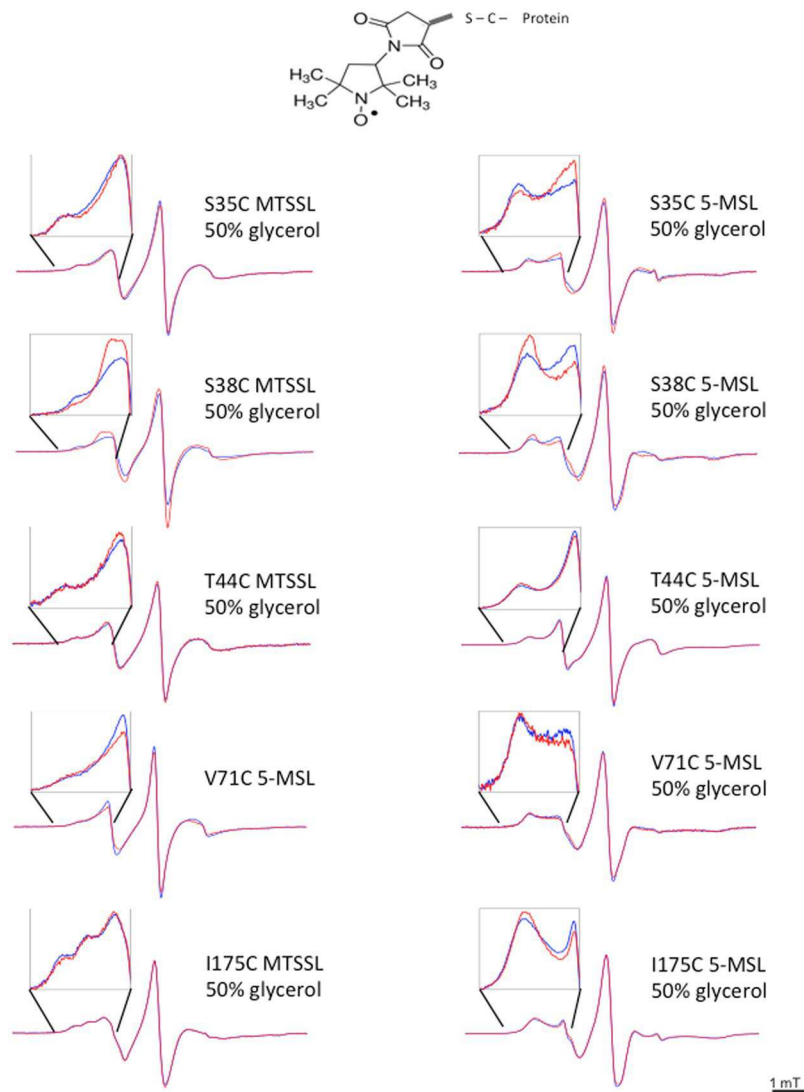 S – C – Protein
O
N
O
H₃C
CH₃
H₃C
N
CH₃
O •
S35C MTSSL
50% glycerol
S35C 5-MSL
50% glycerol
S38C MTSSL
50% glycerol
S38C 5-MSL
50% glycerol
T44C MTSSL
50% glycerol
T44C 5-MSL
50% glycerol
V71C 5-MSL
V71C 5-MSL
50% glycerol
I175C MTSSL
50% glycerol
I175C 5-MSL
50% glycerol
1 mT